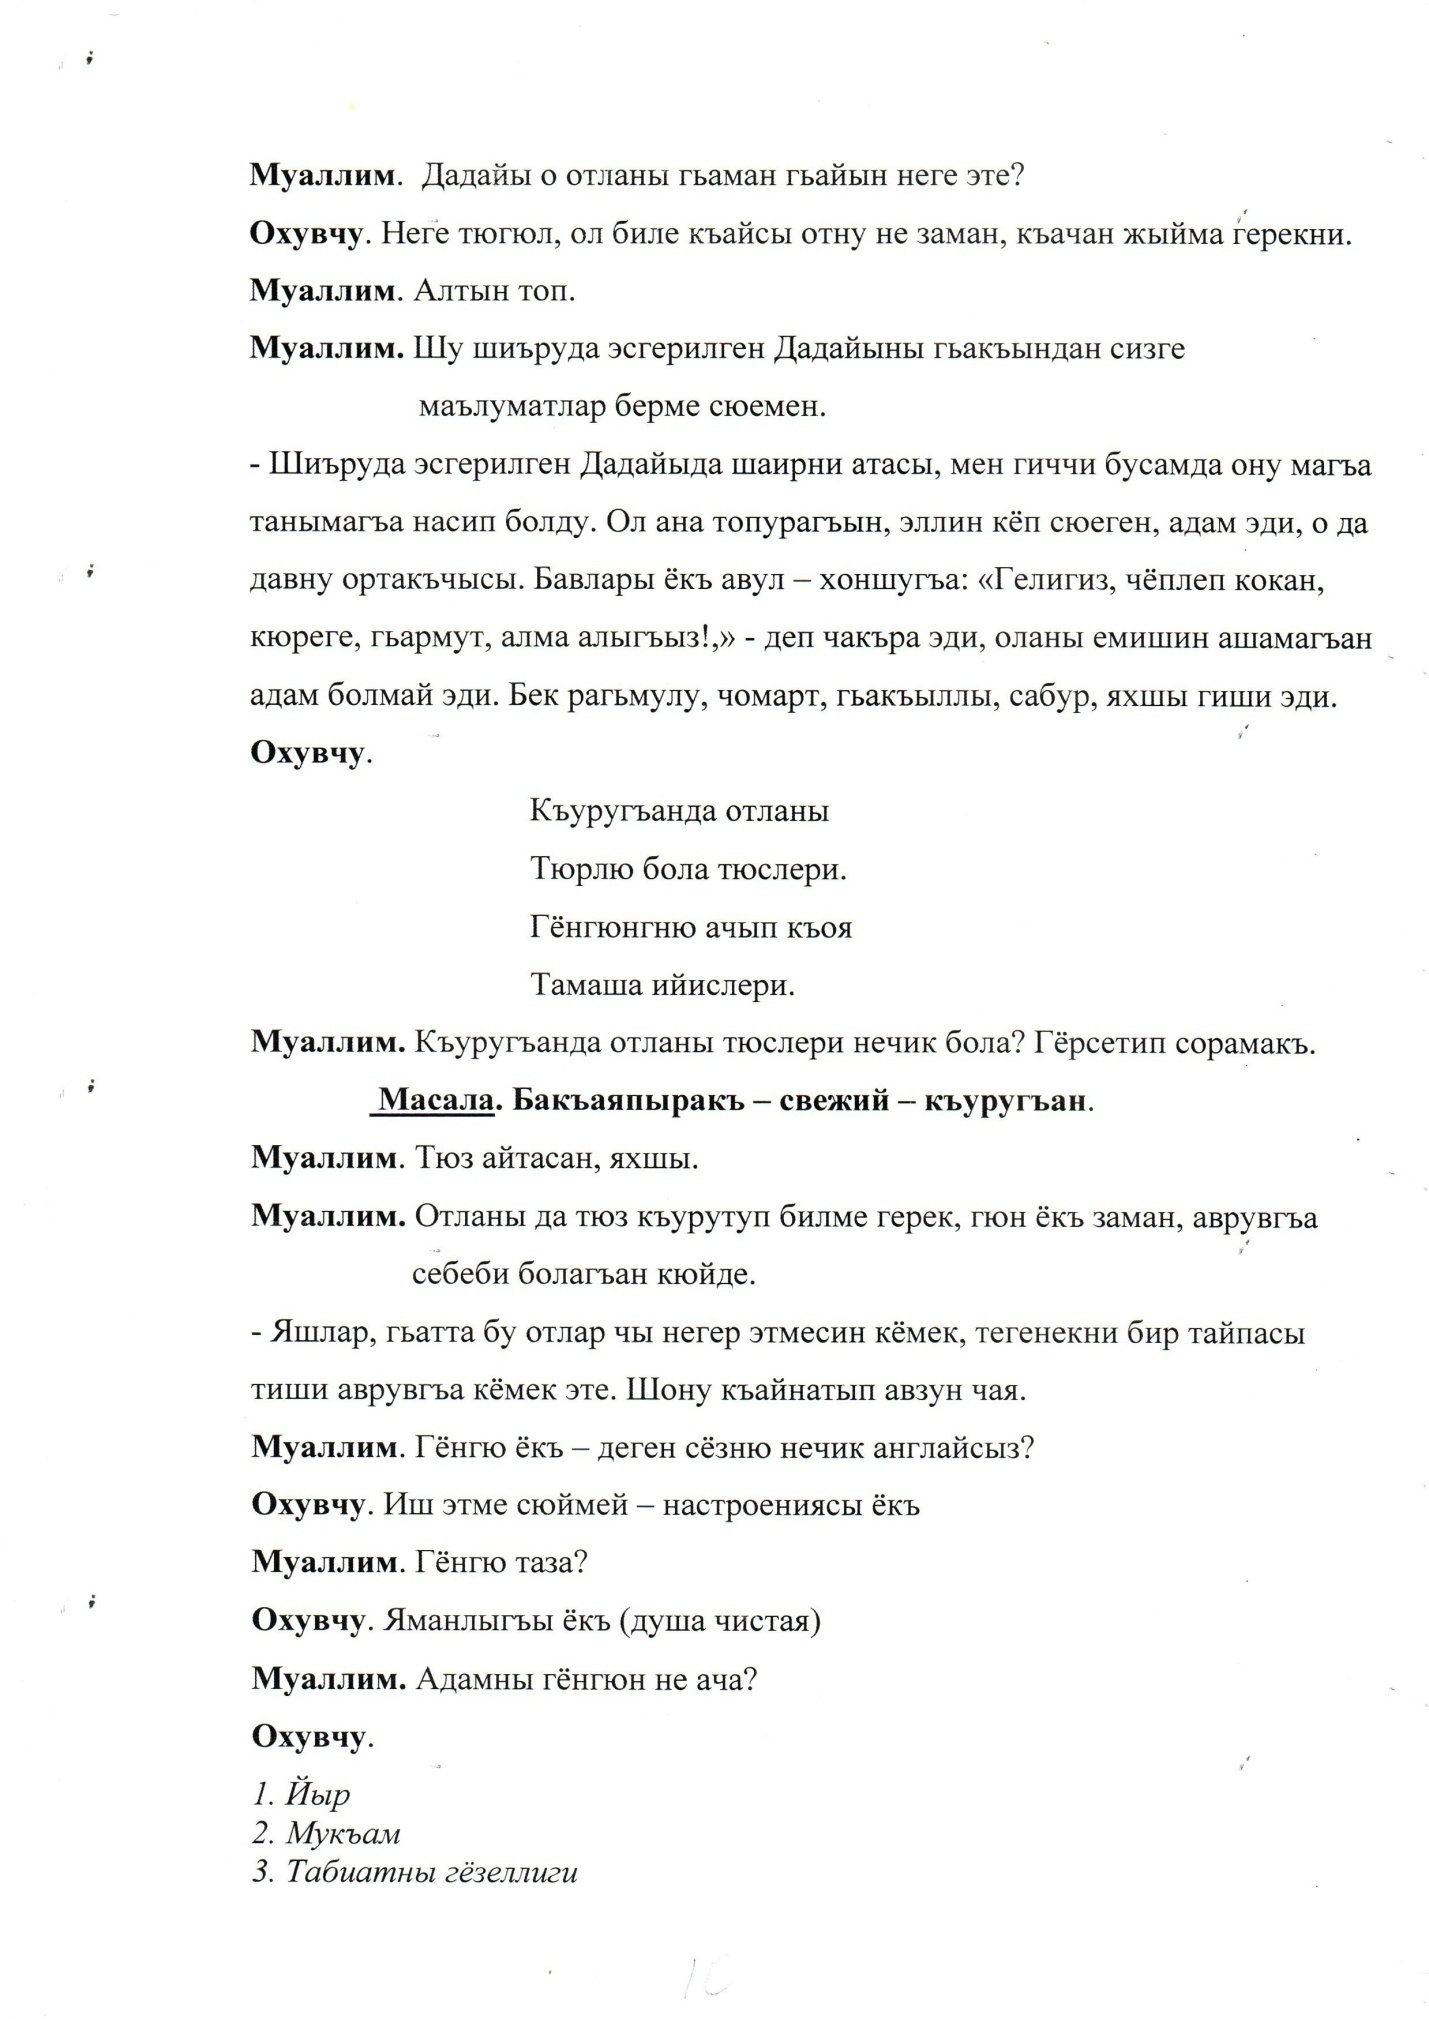 Муаллим. Дадайы о отланы гьаман гьайын неге эте?
Охувчу. Неге тюгюл, ол биле къайсы отну не заман, къачан жыйма герекни.
Муаллим. Алтын топ.
Муаллим. Шу шиъруда эсгерилген Дадайыны гьакъындан сизге
маълуматлар берме сюемен.
- Шиъруда эсгерилген Дадайыда шаирни атасы, мен гиччи бусамда ону магъа
танымагъа насип болду. Ол ана топурагъын, эллин кёп сюеген, адам эди, о да
давну ортакъчысы. Бавлары ёкъ авул – хоншугъа: «Гелигиз, чёплеп кокан,
кюреге, гьармут, алма алыгъыз!,» - деп чакъра эди, оланы емишин ашамагъан
адам болмай эди. Бек рагьмулу, чомарт, гьакъыллы, сабур, яхшы гиши эди.
Охувчу.
Къуругъанда отланы
Тюрлю бола тюслери.
Гёнгюнгню ачып къоя
Тамаша ийислери.
Муаллим. Къуругъанда отланы тюслери нечик бола? Гёрсетип сорамакъ.
Масала. Бакъаяпыракъ – свежий – къуругъан.
Муаллим. Тюз айтасан, яхшы.
Муаллим. Отланы да тюз къурутуп билме герек, гюн ёкъ заман, аврувгъа
себеби болагъан кюйде.
- Яшлар, гьатта бу отлар чы негер этмесин кёмек, тегенекни бир тайпасы
тиши аврувгъа кёмек эте. Шону къайнатып авзун чая.
Муаллим. Гёнгю ёкъ – деген сёзню нечик англайсыз?
Охувчу. Иш этме сюймей – настроениясы ёкъ
Муаллим. Гёнгю таза?
Охувчу. Яманлыгъы ёкъ (душа чистая)
Муаллим. Адамны гёнгюн не ача?
Охувчу.
1. Йыр
2. Мукъам
3. Табиатны гёзеллиги
10